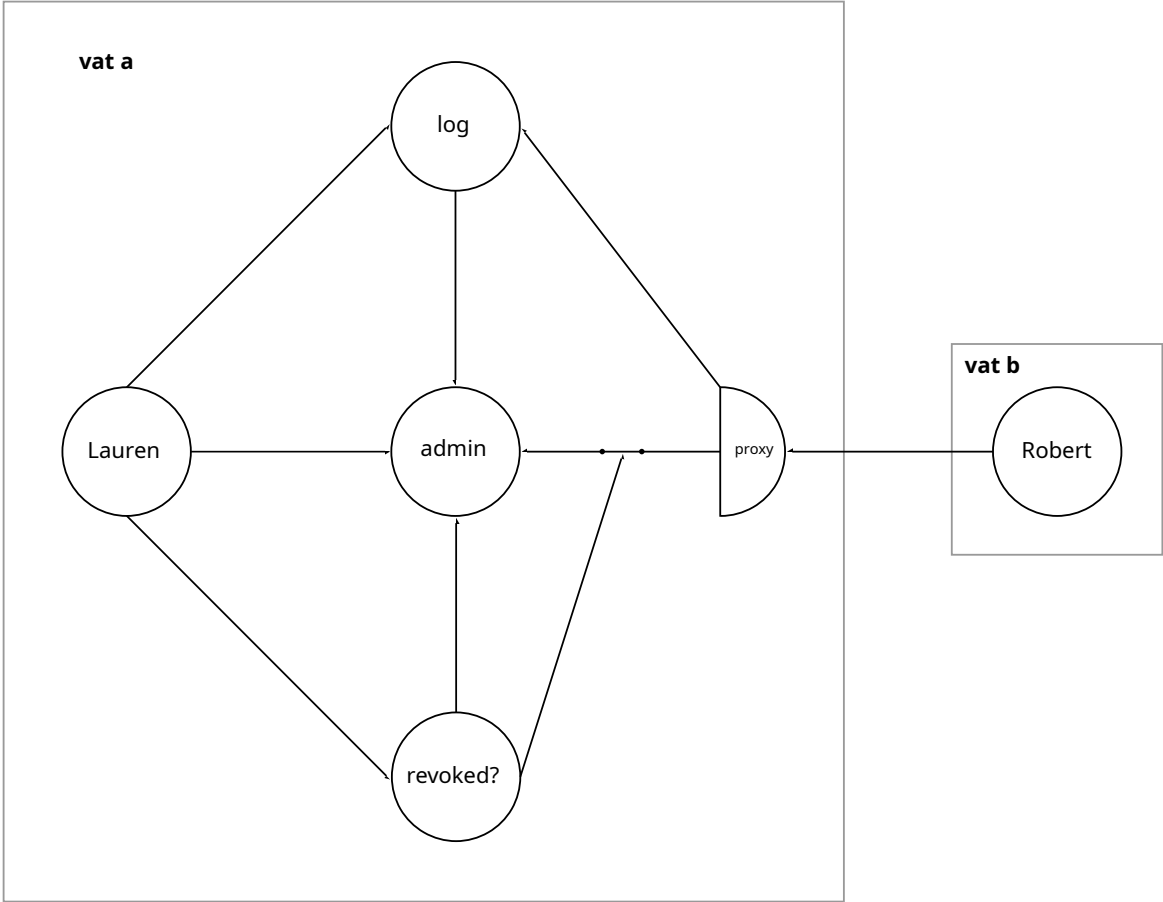 vat a
log
vat b
Lauren
admin
proxy
Robert
revoked?